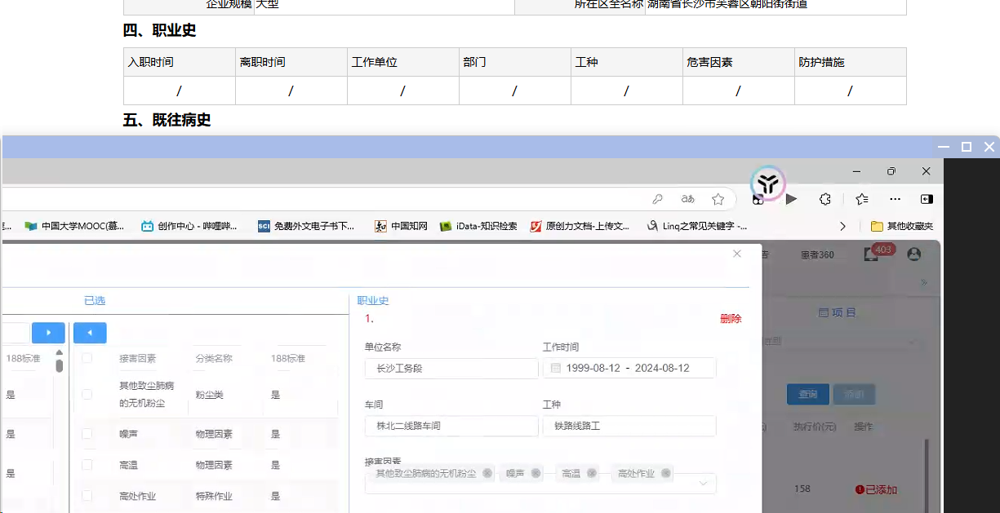 企业规模 大型 所在区全名称 湖南省长沙市芙蓉区朝阳街街道
四、职业史
入职时间 离职时间 工作单位 部门 工种 危害因素 防护措施
/ / / / / / /
五、既往病史
aあ
中国大学MOOC(慕... 创作中心 - 哔哩哔... SCI 免费外文电子书下... 中国知网 iData-知识检索 原创力文档-上传文... Linq之常见关键字 -... 其他收藏夹
患者360 403
已选 职业史
1. 删除
项目
188标准 接害因素 分类名称 188标准
单位名称 工作时间
长沙工务段 1999-08-12 - 2024-08-12
是 其他致尘肺病的无机粉尘 粉尘类 是
查询 添加
车间 工种
株北二线路车间 铁路线路工
执行价(元) 操作
是 噪声 物理因素 是
接害因素
高温 物理因素 是
其他致尘肺病的无机粉尘 噪声 高温 高处作业
是 高处作业 特殊作业 是
158 已添加